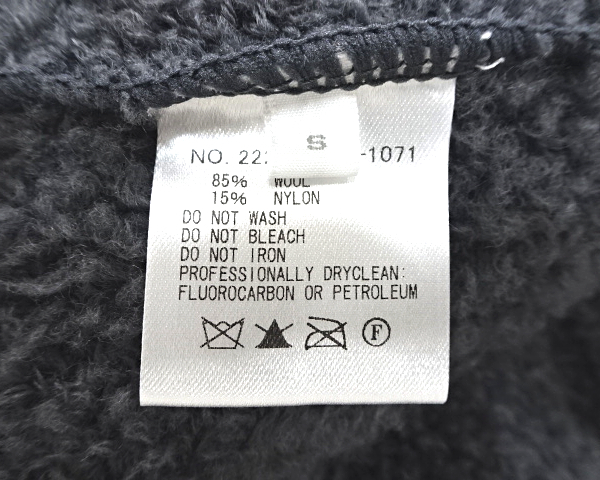 S
NO. 22 -1071
85% WOOL
15% NYLON
DO NOT WASH
DO NOT BLEACH
DO NOT IRON
PROFESSIONALLY DRYCLEAN:
FLUOROCARBON OR PETROLEUM
F